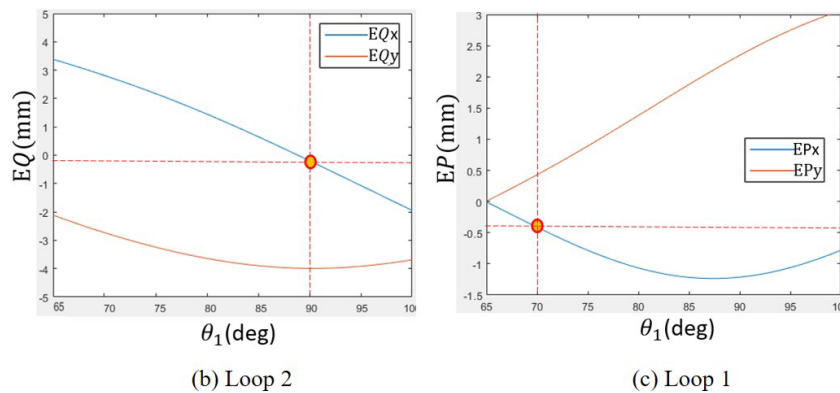 5
4
3
2
1
0
-1
-2
-3
-4
-5
EQ(mm)
EQx
EQy
65 70 75 80 85 90 95 100
θ₁(deg)
(b) Loop 2
3
2.5
2
1.5
1
0.5
0
-0.5
-1
-1.5
EP(mm)
EPx
EPy
65 70 75 80 85 90 95 100
θ₁(deg)
(c) Loop 1